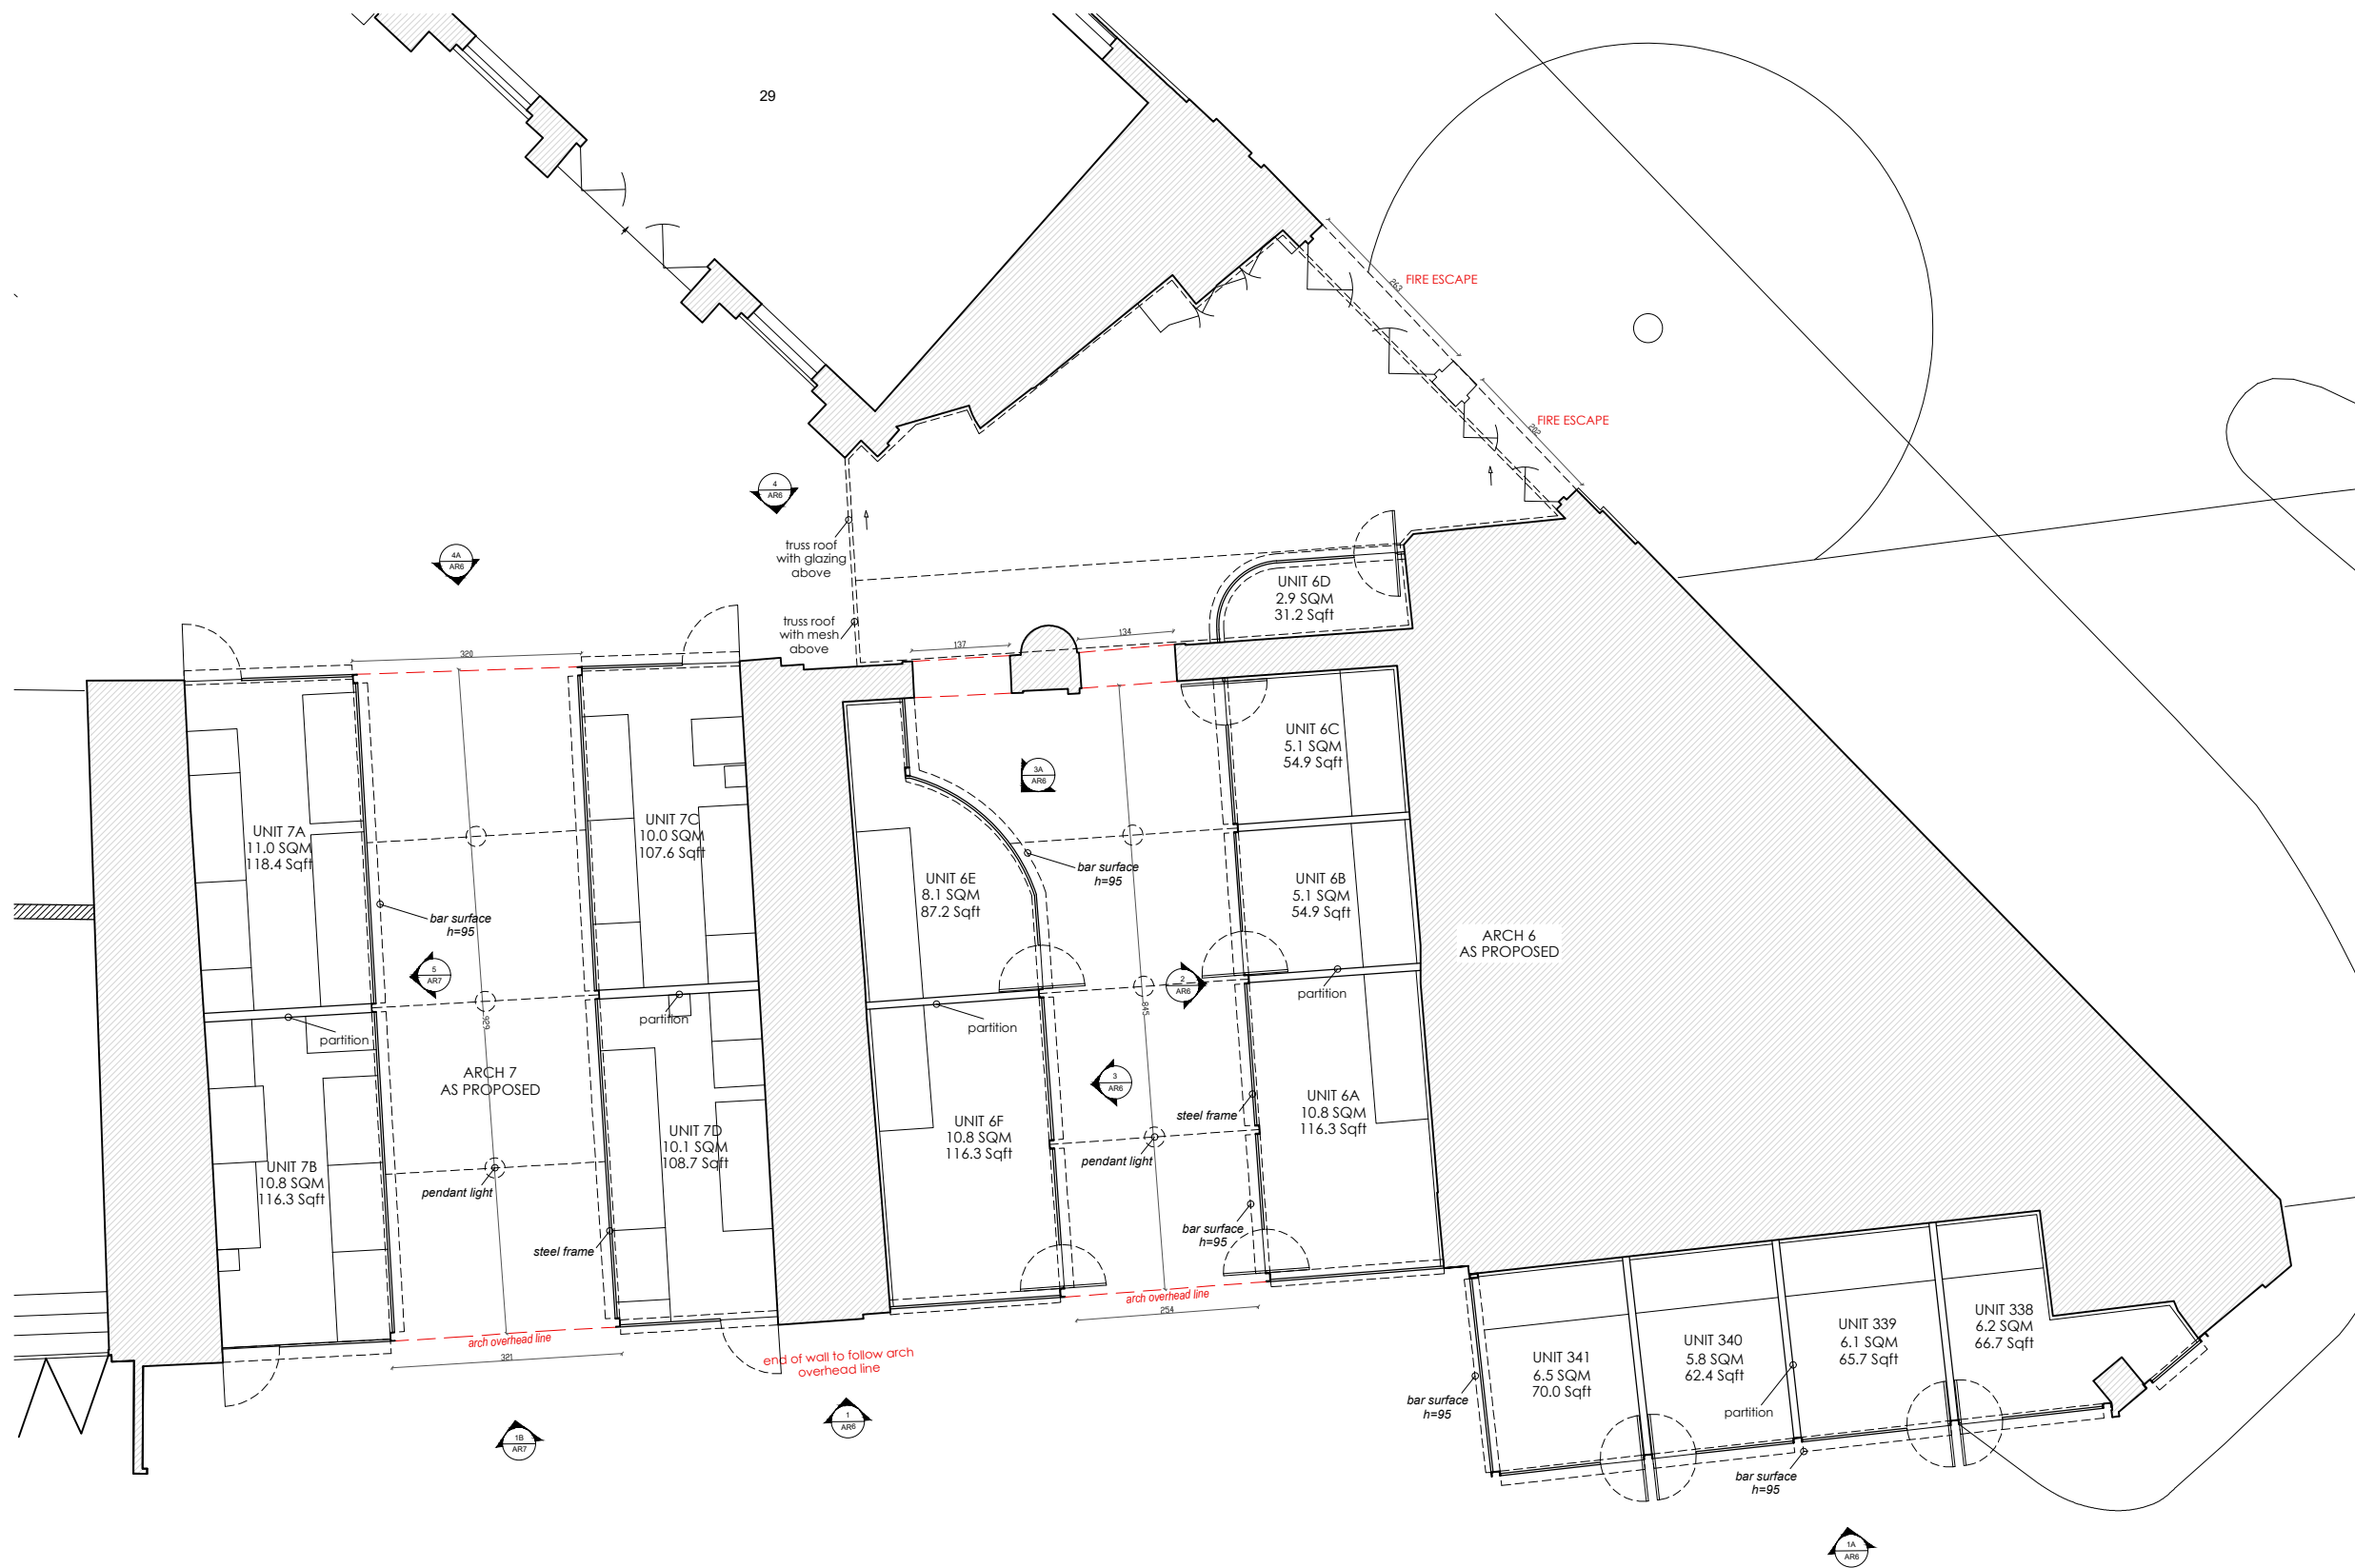 29
FIRE ESCAPE
263
FIRE ESCAPE
202
4
AR6
truss roof
with glazing
above
4A
AR6
UNIT 6D
2.9 SQM
31.2 Sqft
truss roof
with mesh
above
137
134
320
UNIT 6C
5.1 SQM
54.9 Sqft
3A
AR6
UNIT 7A
11.0 SQM
118.4 Sqft
UNIT 7C
10.0 SQM
107.6 Sqft
bar surface
h=95
UNIT 6E
8.1 SQM
87.2 Sqft
UNIT 6B
5.1 SQM
54.9 Sqft
bar surface
h=95
ARCH 6
AS PROPOSED
5
AR7
2
AR6
partition
929
partition
partition
845
partition
ARCH 7
AS PROPOSED
3
AR6
steel frame
UNIT 6A
10.8 SQM
116.3 Sqft
UNIT 7D
10.1 SQM
108.7 Sqft
UNIT 6F
10.8 SQM
116.3 Sqft
pendant light
UNIT 7B
10.8 SQM
116.3 Sqft
pendant light
bar surface
h=95
steel frame
arch overhead line
254
arch overhead line
321
end of wall to follow arch
overhead line
UNIT 338
6.2 SQM
66.7 Sqft
UNIT 339
6.1 SQM
65.7 Sqft
UNIT 340
5.8 SQM
62.4 Sqft
UNIT 341
6.5 SQM
70.0 Sqft
bar surface
h=95
partition
bar surface
h=95
1
AR6
1B
AR7
1A
AR6